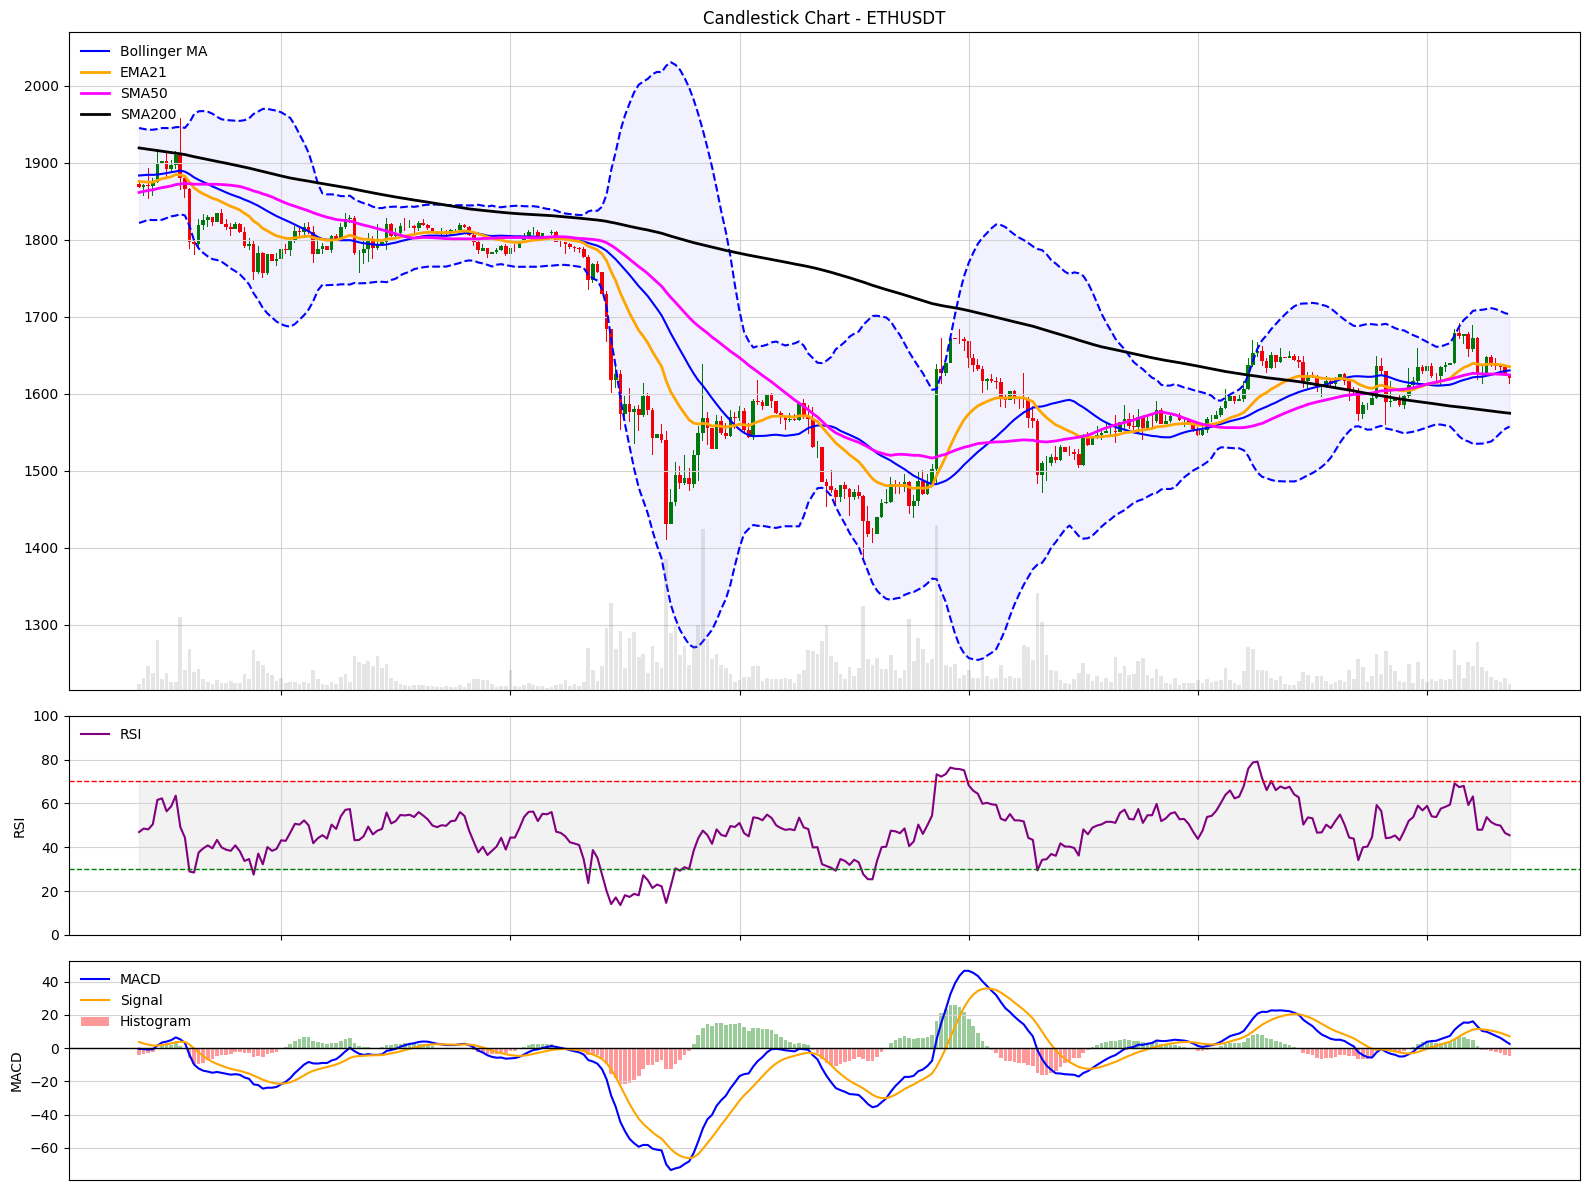 Candlestick Chart - ETHUSDT
Bollinger MA
EMA21
SMA50
SMA200
2000
1900
1800
1700
1600
1500
1400
1300
RSI
RSI
100
80
60
40
20
0
MACD
Signal
Histogram
MACD
40
20
0
−20
−40
−60